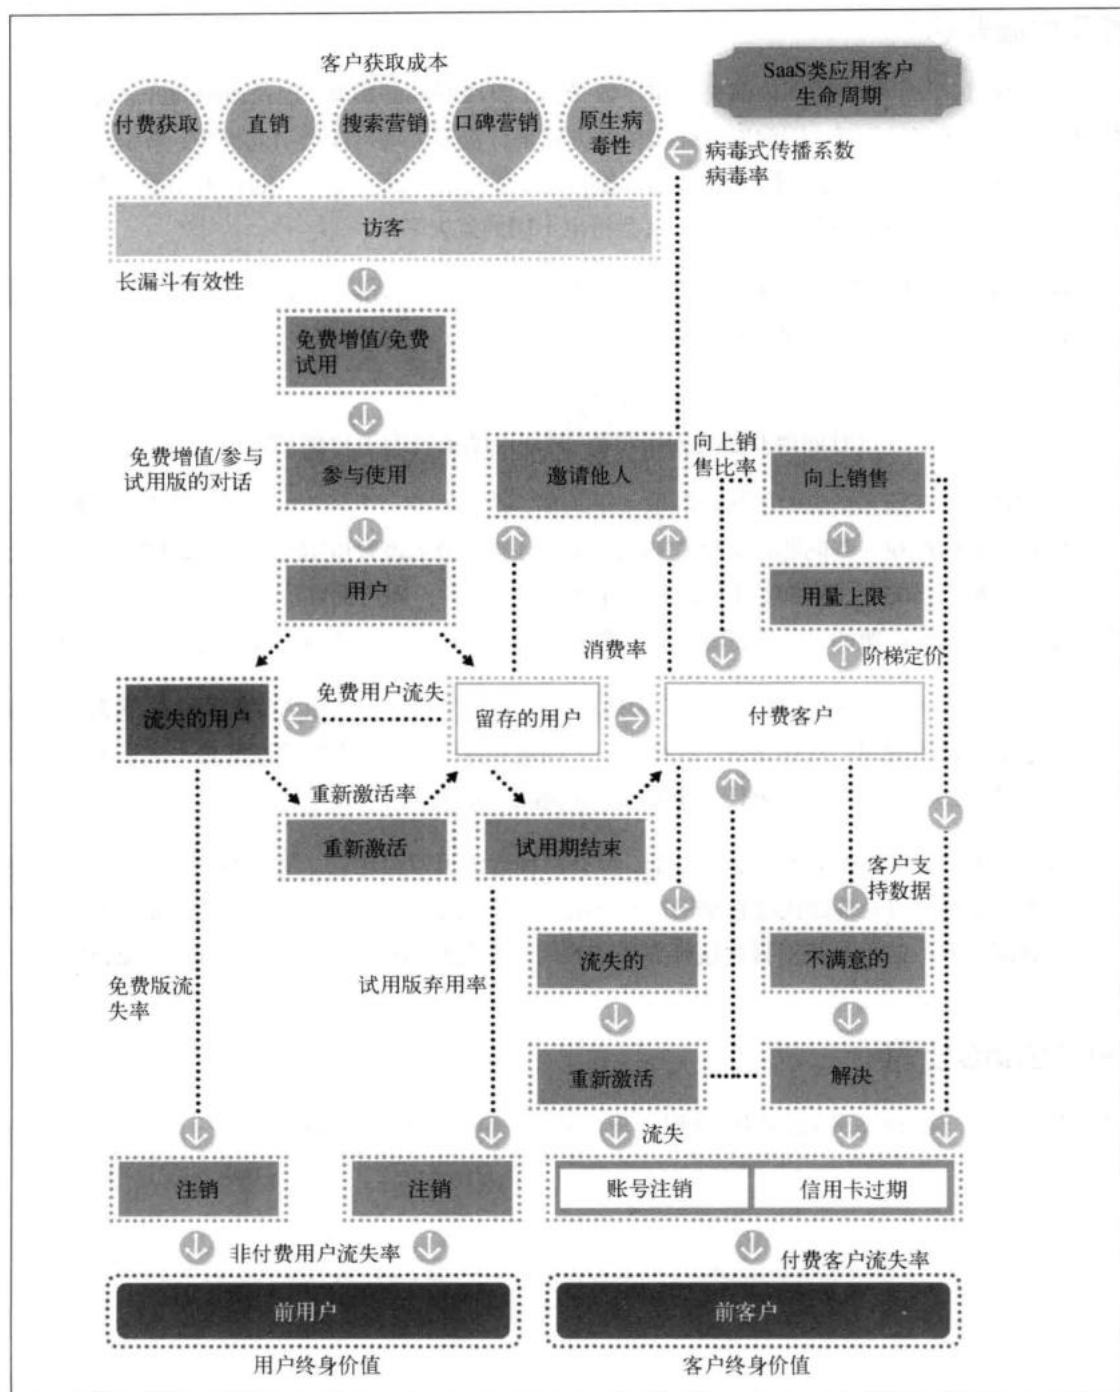 客户获取成本
SaaS类应用客户
生命周期
付费获取
直销
搜索营销
口碑营销
原生病
毒性
病毒式传播系数
病毒率
访客
长漏斗有效性
免费增值/免费
试用
免费增值/参与
试用版的对话
参与使用
邀请他人
向上销
售比率
向上销售
用户
用量上限
消费率
阶梯定价
流失的用户
免费用户流失
留存的用户
付费客户
重新激活率
重新激活
试用期结束
客户支
持数据
流失的
不满意的
免费版流
失率
试用版弃用率
重新激活
解决
流失
注销
注销
账号注销
信用卡过期
非付费用户流失率
付费客户流失率
前用户
前客户
用户终身价值
客户终身价值